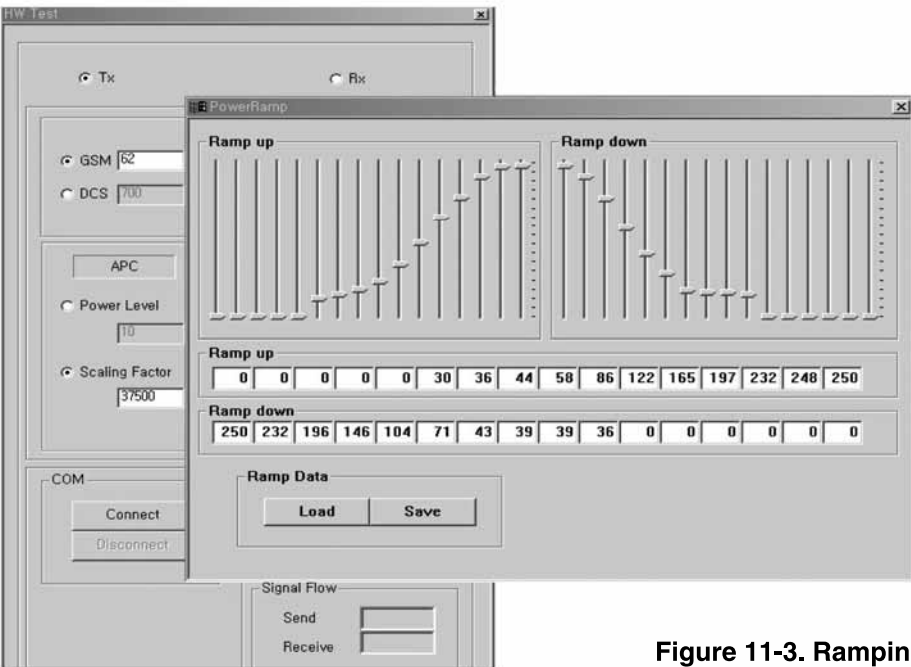 HW Test
Tx Rx
PowerRamp
Ramp up Ramp down
GSM 62
DCS 700
APC
Power Level
10
Scaling Factor
37500
Ramp up
0 0 0 0 0 30 36 44 58 86 122 165 197 232 248 250
Ramp down
250 232 196 146 104 71 43 39 39 36 0 0 0 0 0 0
COM
Connect
Disconnect
Ramp Data
Load Save
Signal Flow
Send
Receive
Figure 11-3. Rampin